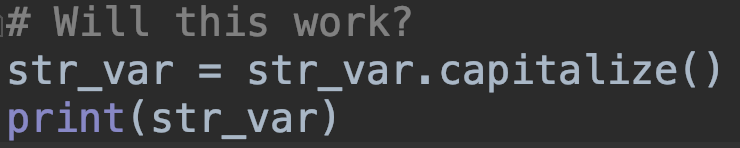 # Will this work?
str_var = str_var.capitalize()
print(str_var)